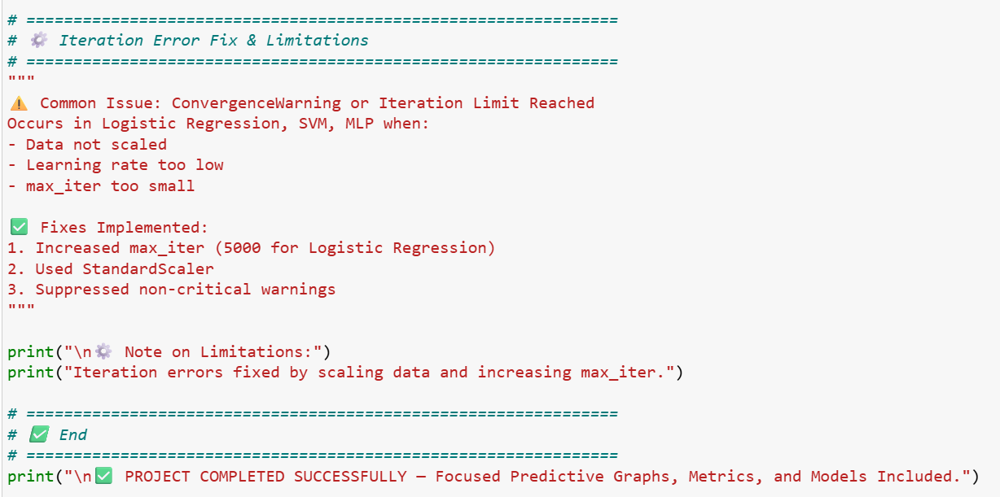 # ===============================================================
# ⚙️ Iteration Error Fix & Limitations
# ===============================================================
"""
⚠️ Common Issue: ConvergenceWarning or Iteration Limit Reached
Occurs in Logistic Regression, SVM, MLP when:
- Data not scaled
- Learning rate too low
- max_iter too small
✅ Fixes Implemented:
1. Increased max_iter (5000 for Logistic Regression)
2. Used StandardScaler
3. Suppressed non-critical warnings
"""
print("\n⚙️ Note on Limitations:")
print("Iteration errors fixed by scaling data and increasing max_iter.")
# ===============================================================
# ✅ End
# ===============================================================
print("\n✅ PROJECT COMPLETED SUCCESSFULLY — Focused Predictive Graphs, Metrics, and Models Included.")